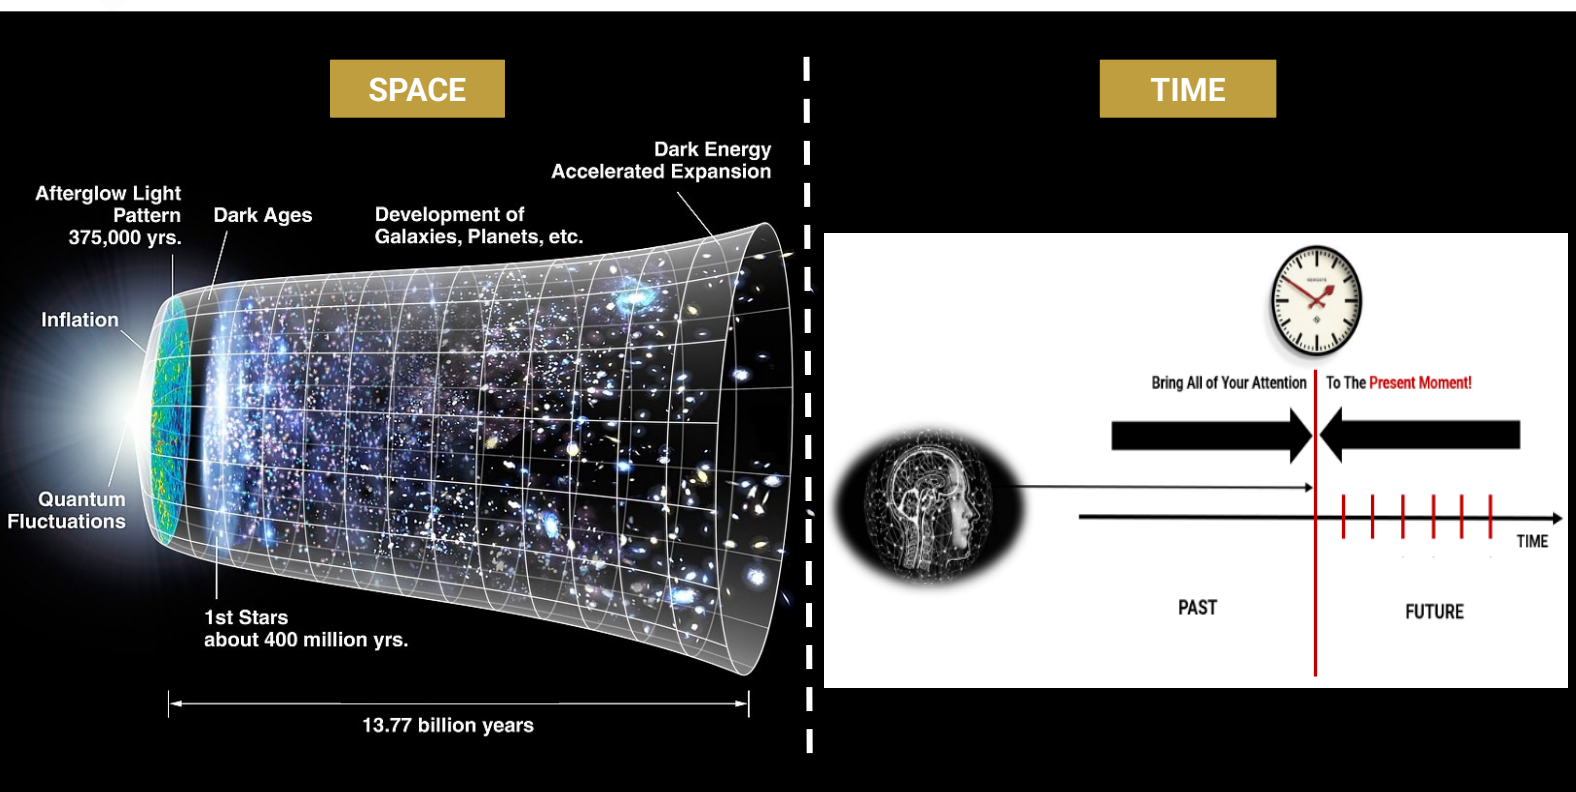 SPACE
TIME
Dark Energy
Accelerated Expansion
Afterglow Light
Pattern
375,000 yrs.
Dark Ages
Development of
Galaxies, Planets, etc.
Inflation
Quantum
Fluctuations
1st Stars
about 400 million yrs.
13.77 billion years
Bring All of Your Attention To The Present Moment!
TIME
PAST
FUTURE